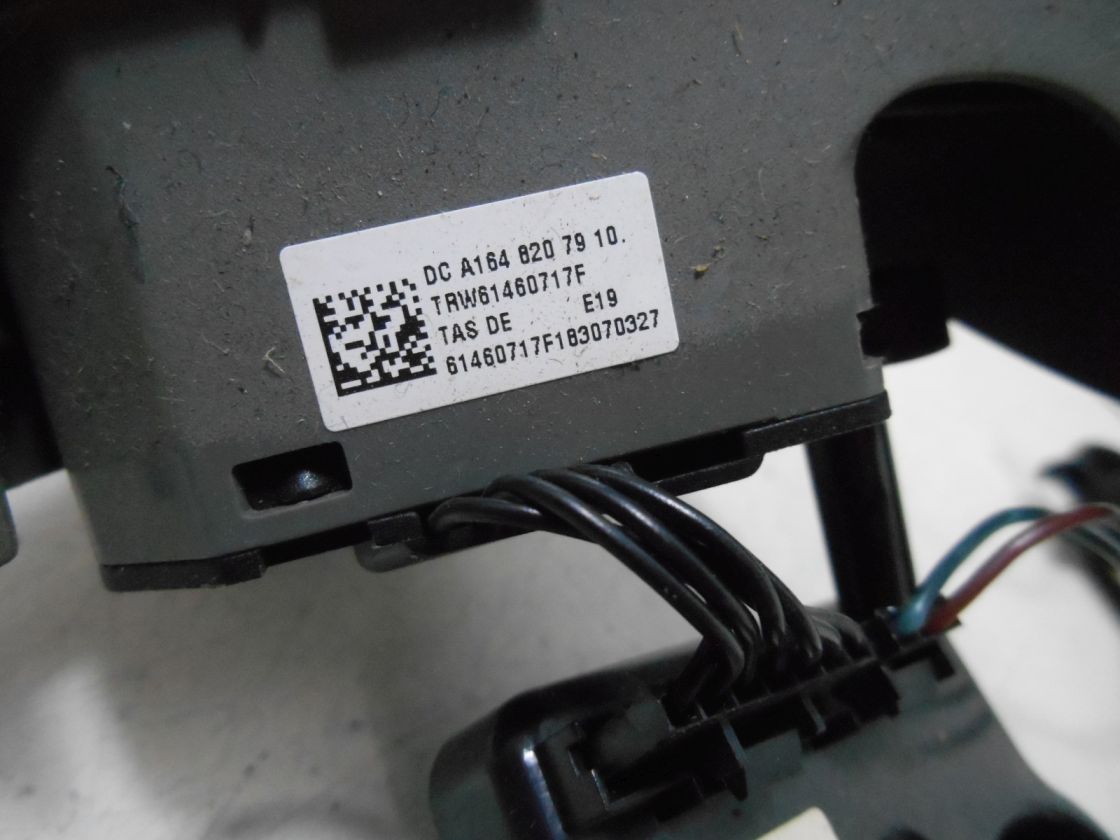 DC A164 820 79 10.
TRW61460717F
TAS DE E19
61460717F183070327